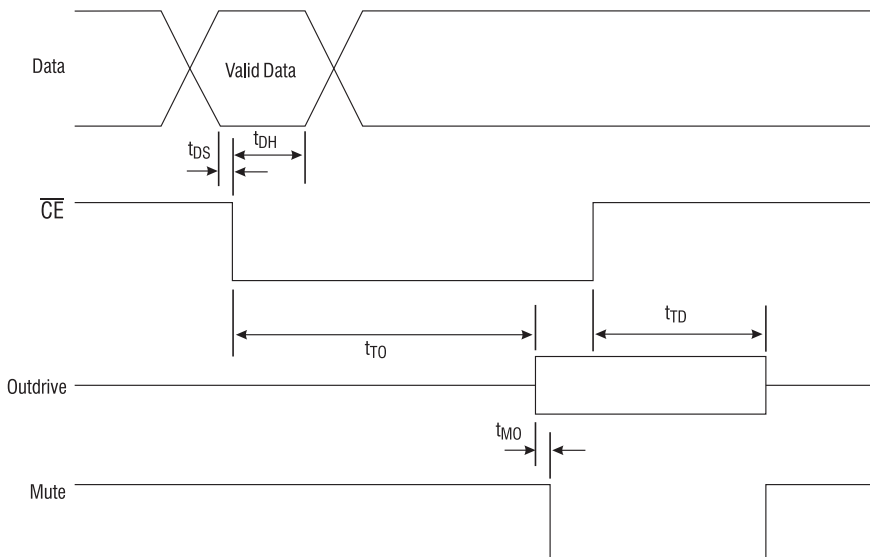 Data
Valid Data
tDS
tDH
CE
tTO
tTD
Outdrive
tMO
Mute